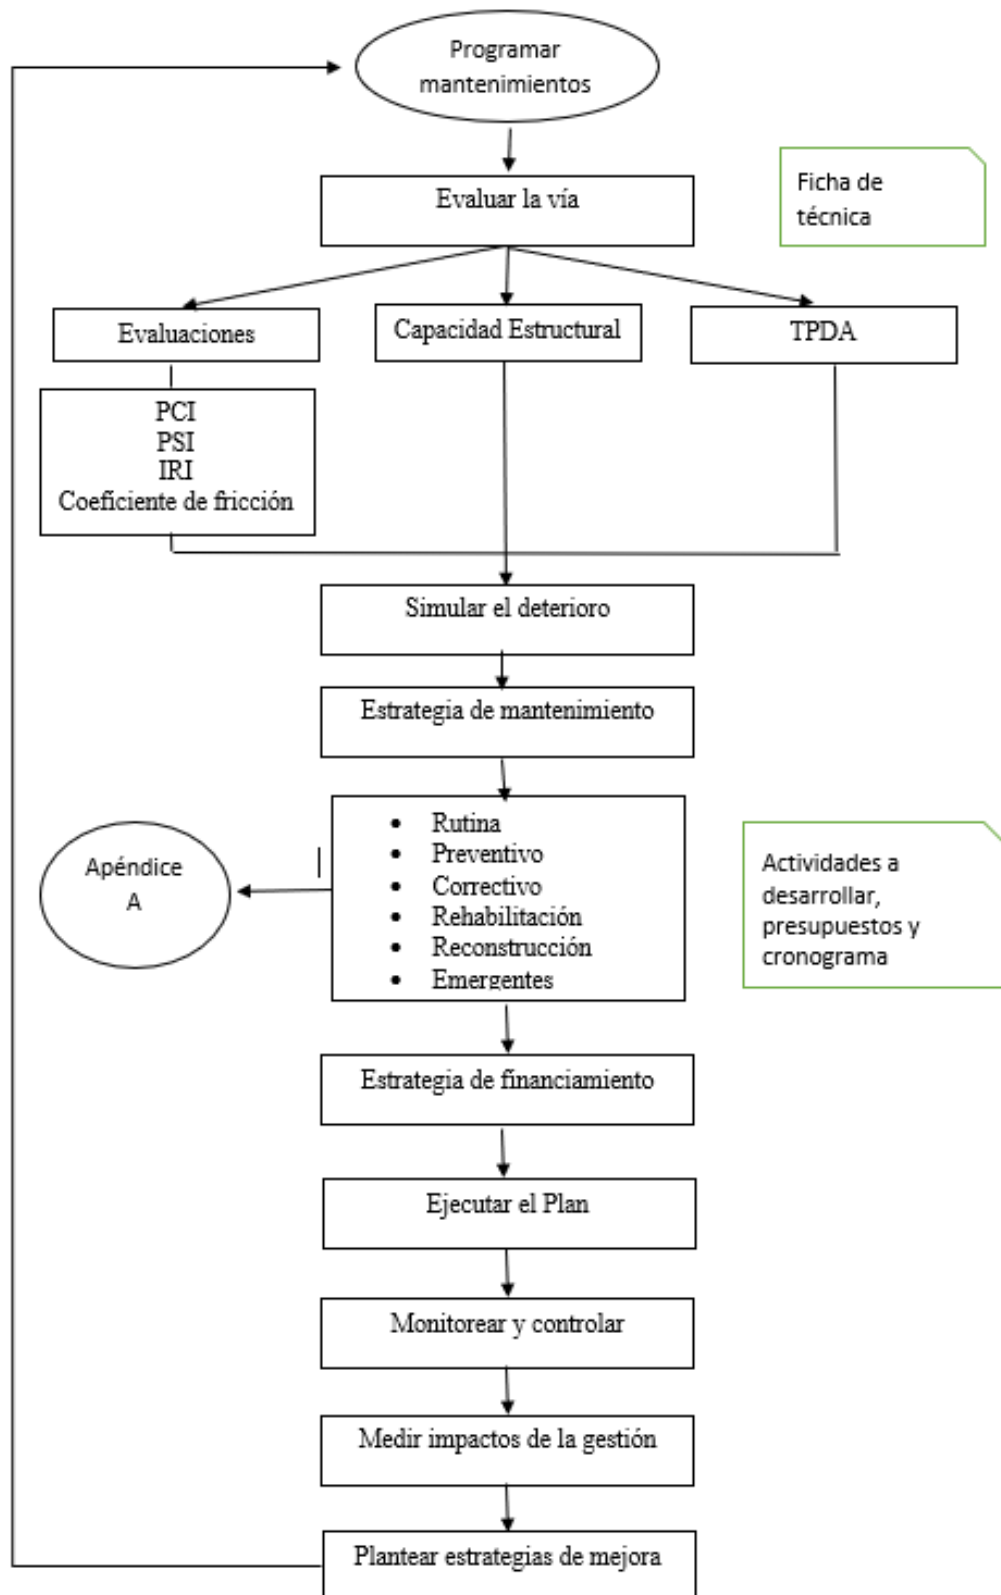 Programar
mantenimientos
Evaluar la vía
Ficha de
técnica
Evaluaciones
Capacidad Estructural
TPDA
PCI
PSI
IRI
Coeficiente de fricción
Simular el deterioro
Estrategia de mantenimiento
• Rutina
• Preventivo
• Correctivo
• Rehabilitación
• Reconstrucción
• Emergentes
Apéndice
A
Actividades a
desarrollar,
presupuestos y
cronograma
Estrategia de financiamiento
Ejecutar el Plan
Monitorear y controlar
Medir impactos de la gestión
Plantear estrategias de mejora